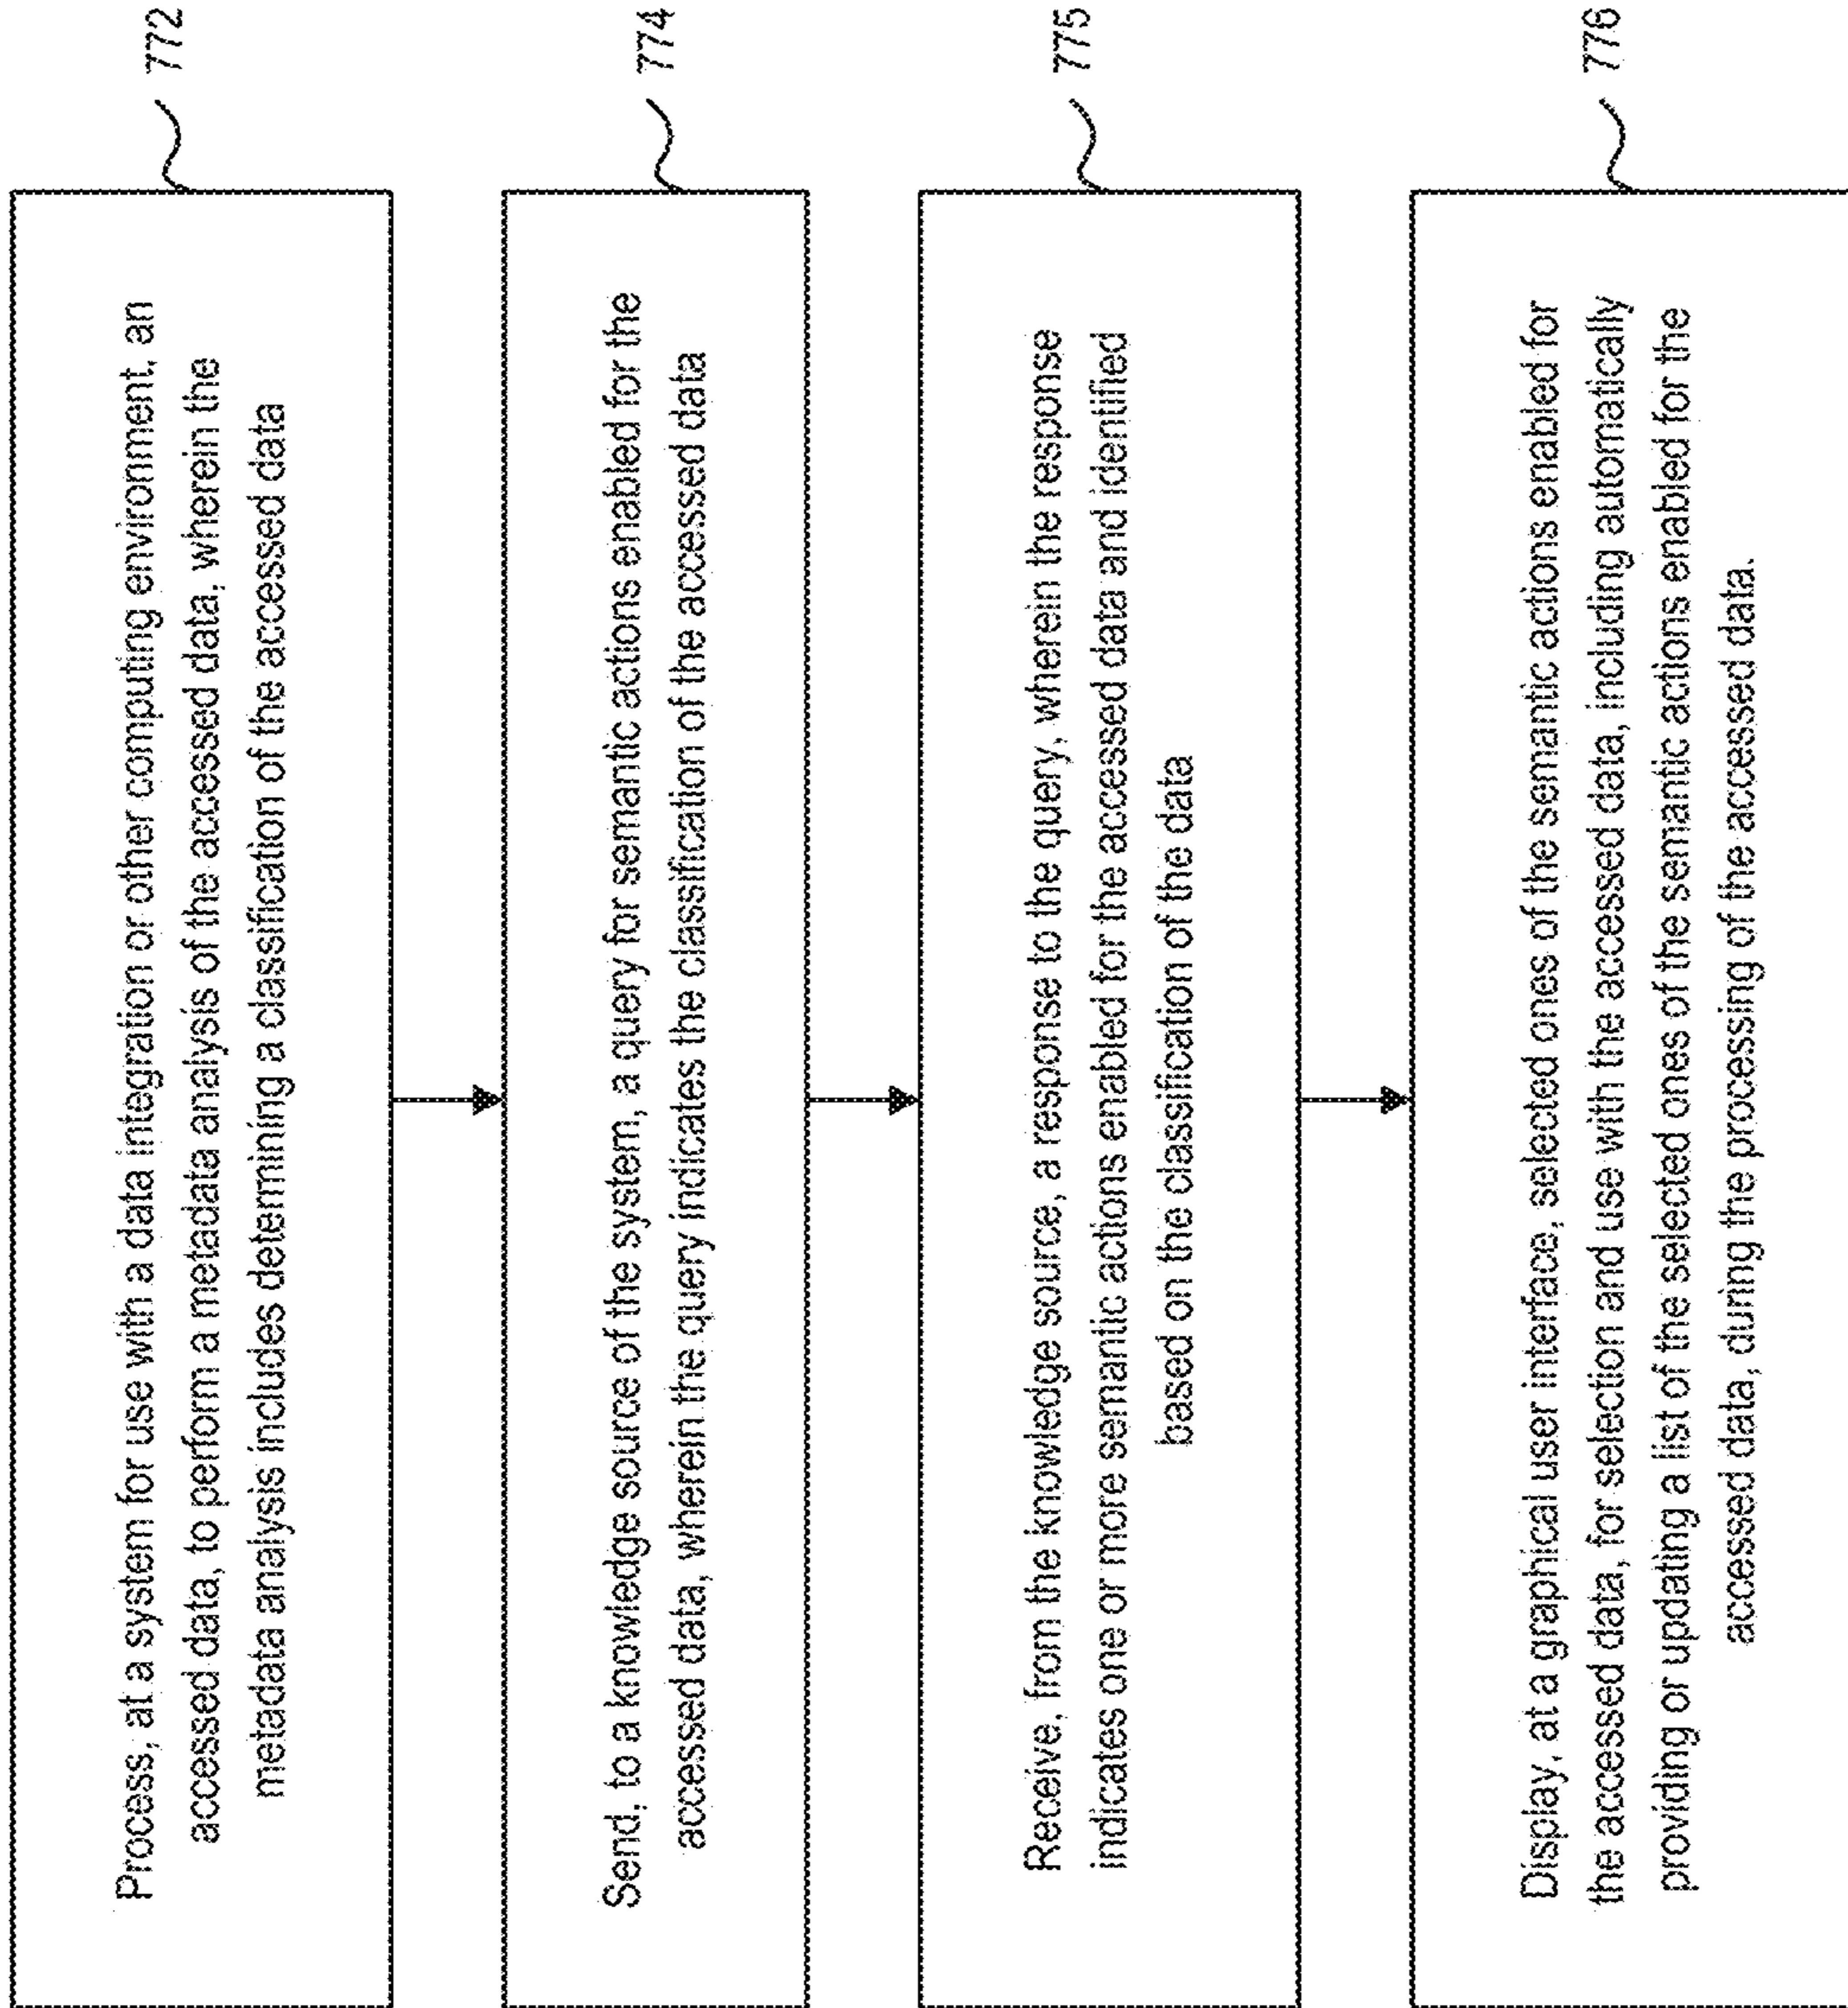 Process, at a system for use with a data integration or other computing environment, an
accessed data, to perform a metadata analysis of the accessed data, wherein the
metadata analysis includes determining a classification of the accessed data
772
Send, to a knowledge source of the system, a query for semantic actions enabled for the
accessed data, wherein the query indicates the classification of the accessed data
774
Receive, from the knowledge source, a response to the query, wherein the response
indicates one or more semantic actions enabled for the accessed data and identified
based on the classification of the data
775
Display, at a graphical user interface, selected ones of the semantic actions enabled for
the accessed data, for selection and use with the accessed data, including automatically
providing or updating a list of the selected ones of the semantic actions enabled for the
accessed data, during the processing of the accessed data.
776